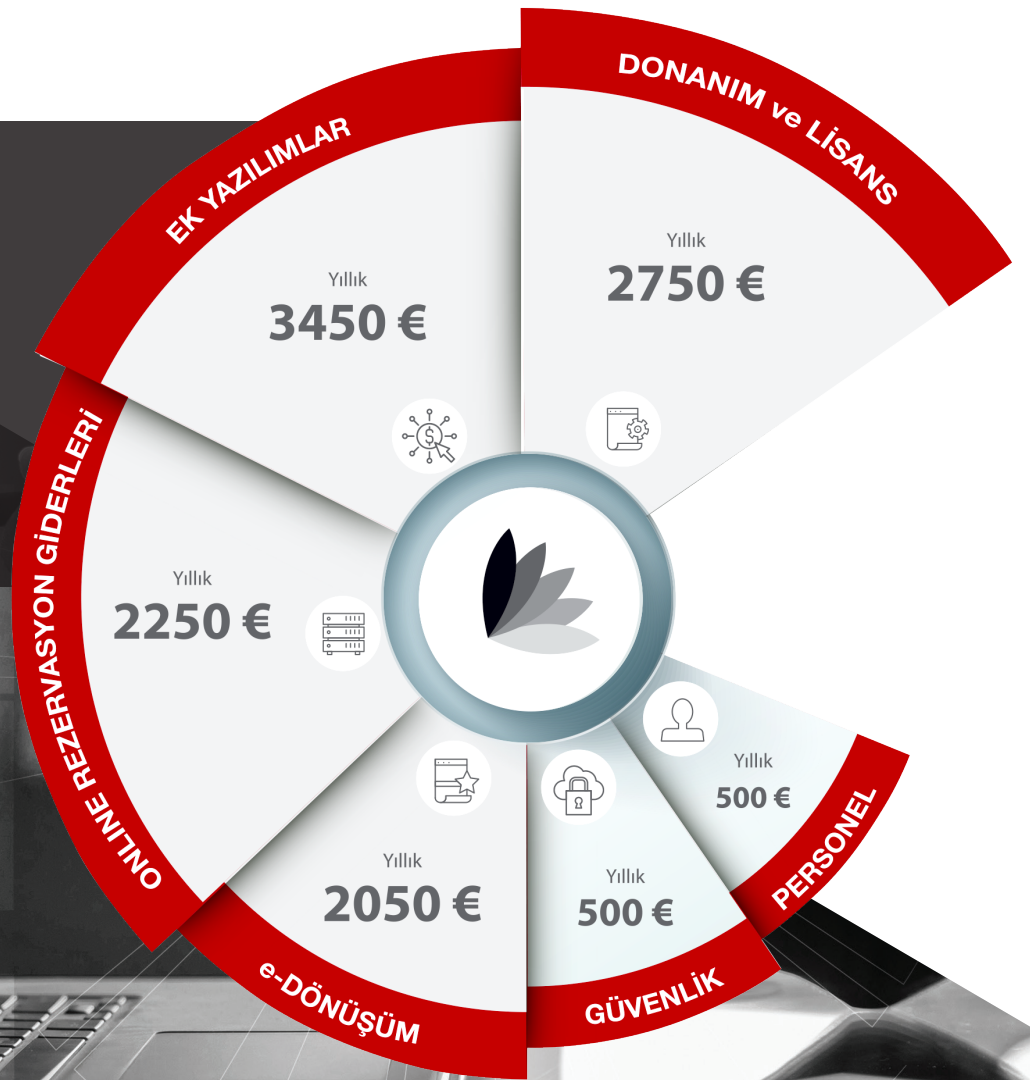 DONANIM ve LİSANS
Yıllık
2750 €
EK YAZILIMLAR
Yıllık
3450 €
ONLINE REZERVASYON GİDERLERİ
Yıllık
2250 €
e-DÖNÜŞÜM
Yıllık
2050 €
GÜVENLİK
Yıllık
500 €
PERSONEL
Yıllık
500 €
$